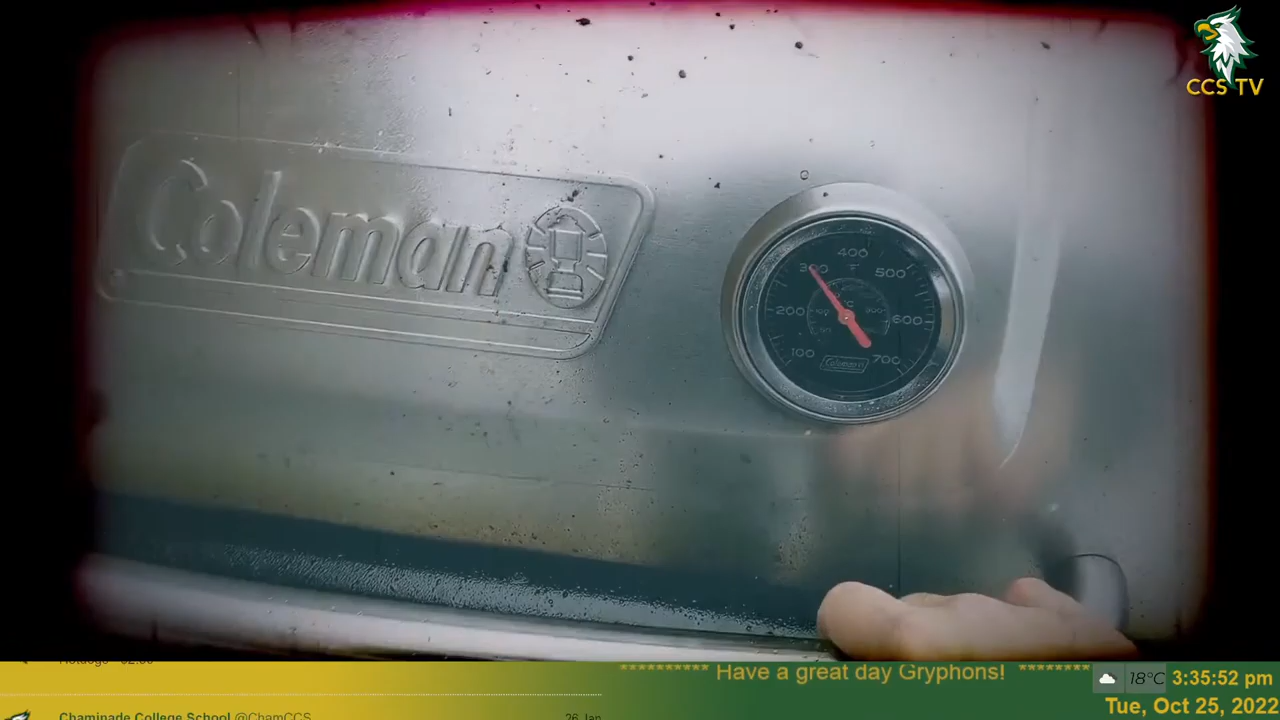 CCS TV
Coleman
400
300 °F 500
200 600
100 700
Coleman
********** Have a great day Gryphons! ********
18°C 3:35:52 pm
Tue, Oct 25, 2022
Chaminade College School @ChamCCS 26 Jan